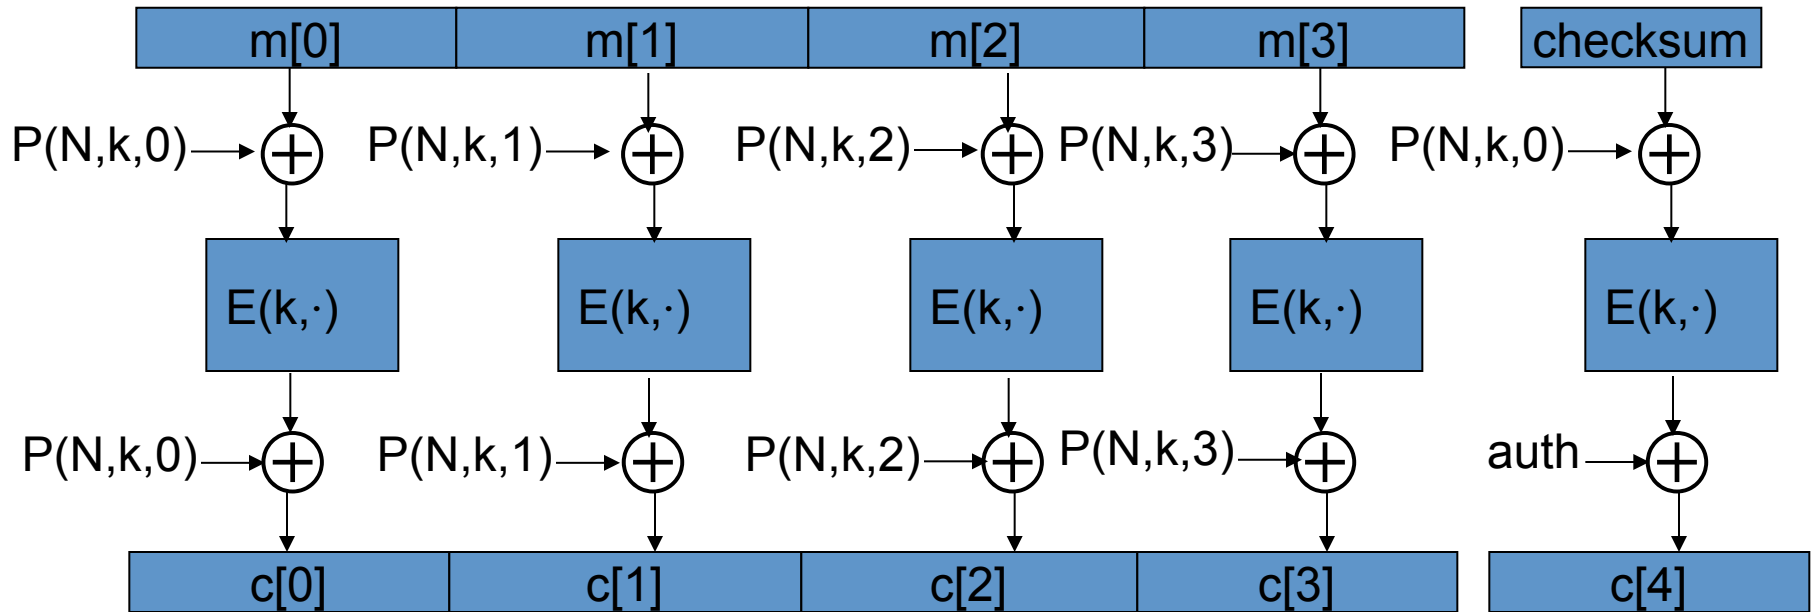 m[0] m[1] m[2] m[3] checksum
P(N,k,0) P(N,k,1) P(N,k,2) P(N,k,3) P(N,k,0)
E(k,·) E(k,·) E(k,·) E(k,·) E(k,·)
P(N,k,0) P(N,k,1) P(N,k,2) P(N,k,3) auth
c[0] c[1] c[2] c[3] c[4]